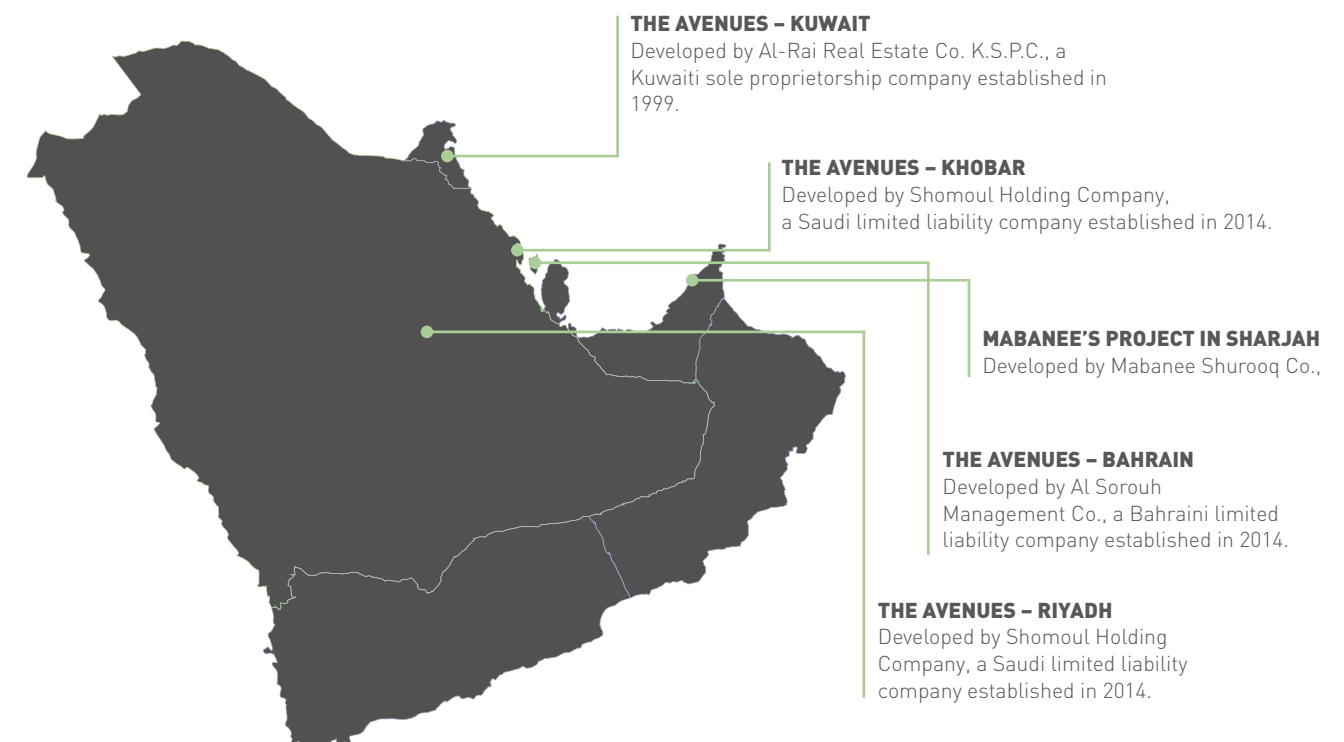 THE AVENUES – KUWAIT
Developed by Al-Rai Real Estate Co. K.S.P.C., a
Kuwaiti sole proprietorship company established in
1999.
THE AVENUES – KHOBAR
Developed by Shomoul Holding Company,
a Saudi limited liability company established in 2014.
MABANEE’S PROJECT IN SHARJAH
Developed by Mabanee Shurooq Co.,
THE AVENUES – BAHRAIN
Developed by Al Sorouh
Management Co., a Bahraini limited
liability company established in 2014.
THE AVENUES – RIYADH
Developed by Shomoul Holding
Company, a Saudi limited liability
company established in 2014.